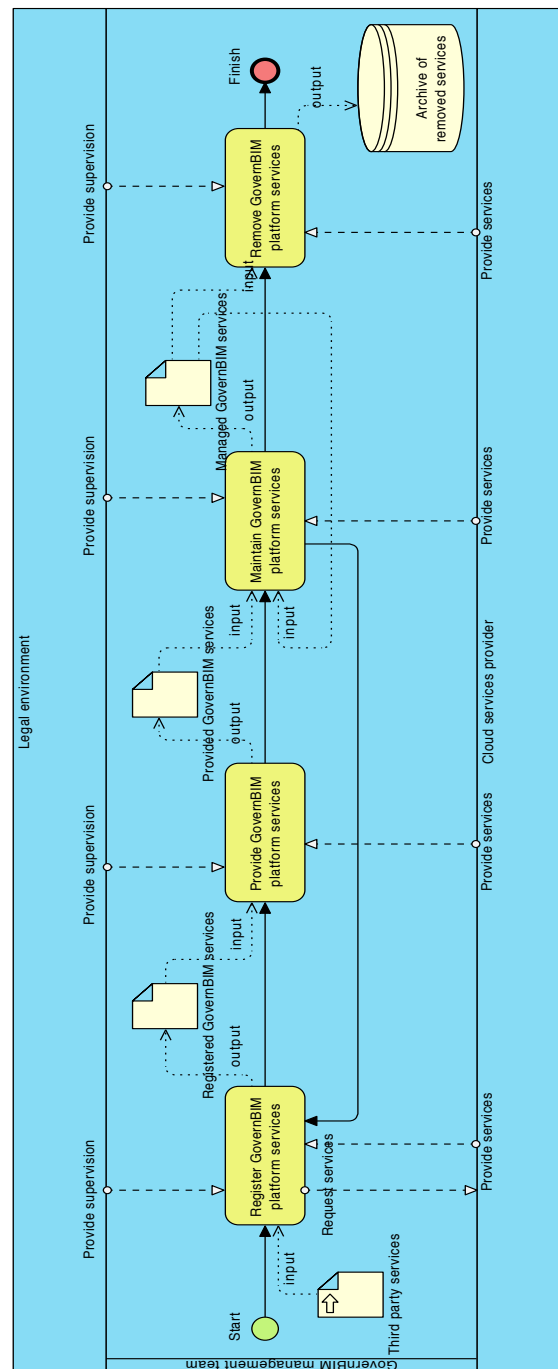 Legal environment
GovernBIM management team
Cloud services provider
Start
Third party services
input
Provide supervision
Register GovernBIM
platform services
Request services
Provide services
output
Registered GovernBIM services
input
Provide supervision
Provide GovernBIM
platform services
Provide services
output
Provided GovernBIM services
input
input
Provide supervision
Maintain GovernBIM
platform services
Provide services
output
Managed GovernBIM services
input
Provide supervision
Remove GovernBIM
platform services
Provide services
output
Archive of
removed services
Finish